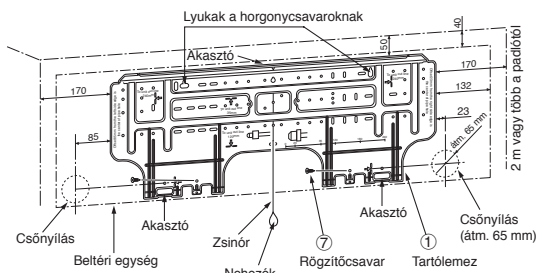 Lyukak a horgonycsavaroknak
Akasztó
40
50
170
170
132
23
85
átm. 65 mm
2 m vagy több a padlótól
Csőnyílás
Beltéri egység
Akasztó
Zsinór
Nehezék
⑦
Rögzítőcsavar
Akasztó
①
Tartólemez
Csőnyílás
(átm. 65 mm)